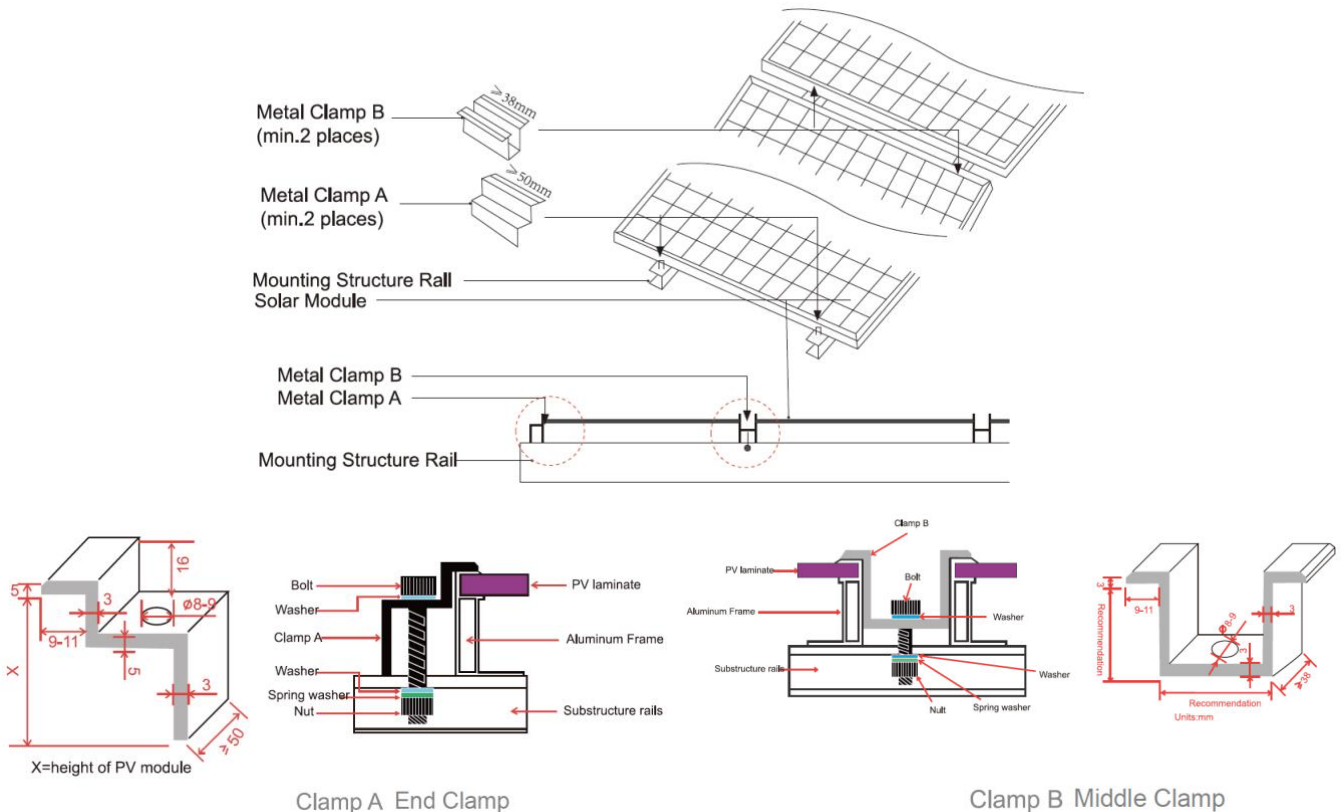 Metal Clamp B
(min.2 places)
⩾38mm
Metal Clamp A
(min.2 places)
⩾50mm
Mounting Structure Rall
Solar Module
Metal Clamp B
Metal Clamp A
Mounting Structure Rail
16
5
3
Ø8-9
9-11
X
5
3
⩾50
X=height of PV module
Bolt
Washer
Clamp A
Washer
Spring washer
Nut
PV laminate
Aluminum Frame
Substructure rails
Clamp A End Clamp
Clamp B
PV laminate
Bolt
Aluminum Frame
Washer
Substructure rails
Washer
Nult
Spring washer
3
9-11
Recommendation
3
Ø8-9
3
⩾38
Recommendation
Units:mm
Clamp B Middle Clamp